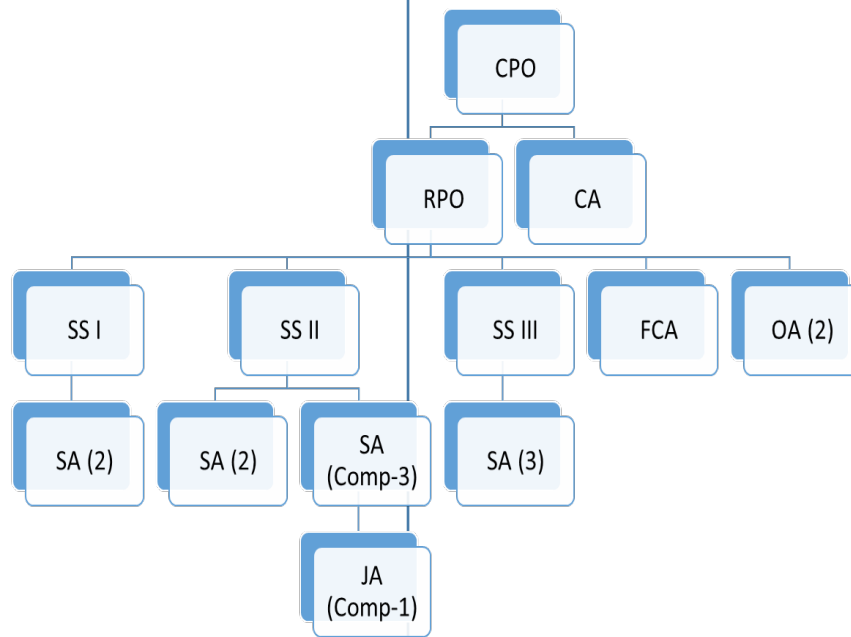 CPO
RPO
CA
SS I
SS II
SS III
FCA
OA (2)
SA (2)
SA (2)
SA
(Comp-3)
SA (3)
JA
(Comp-1)